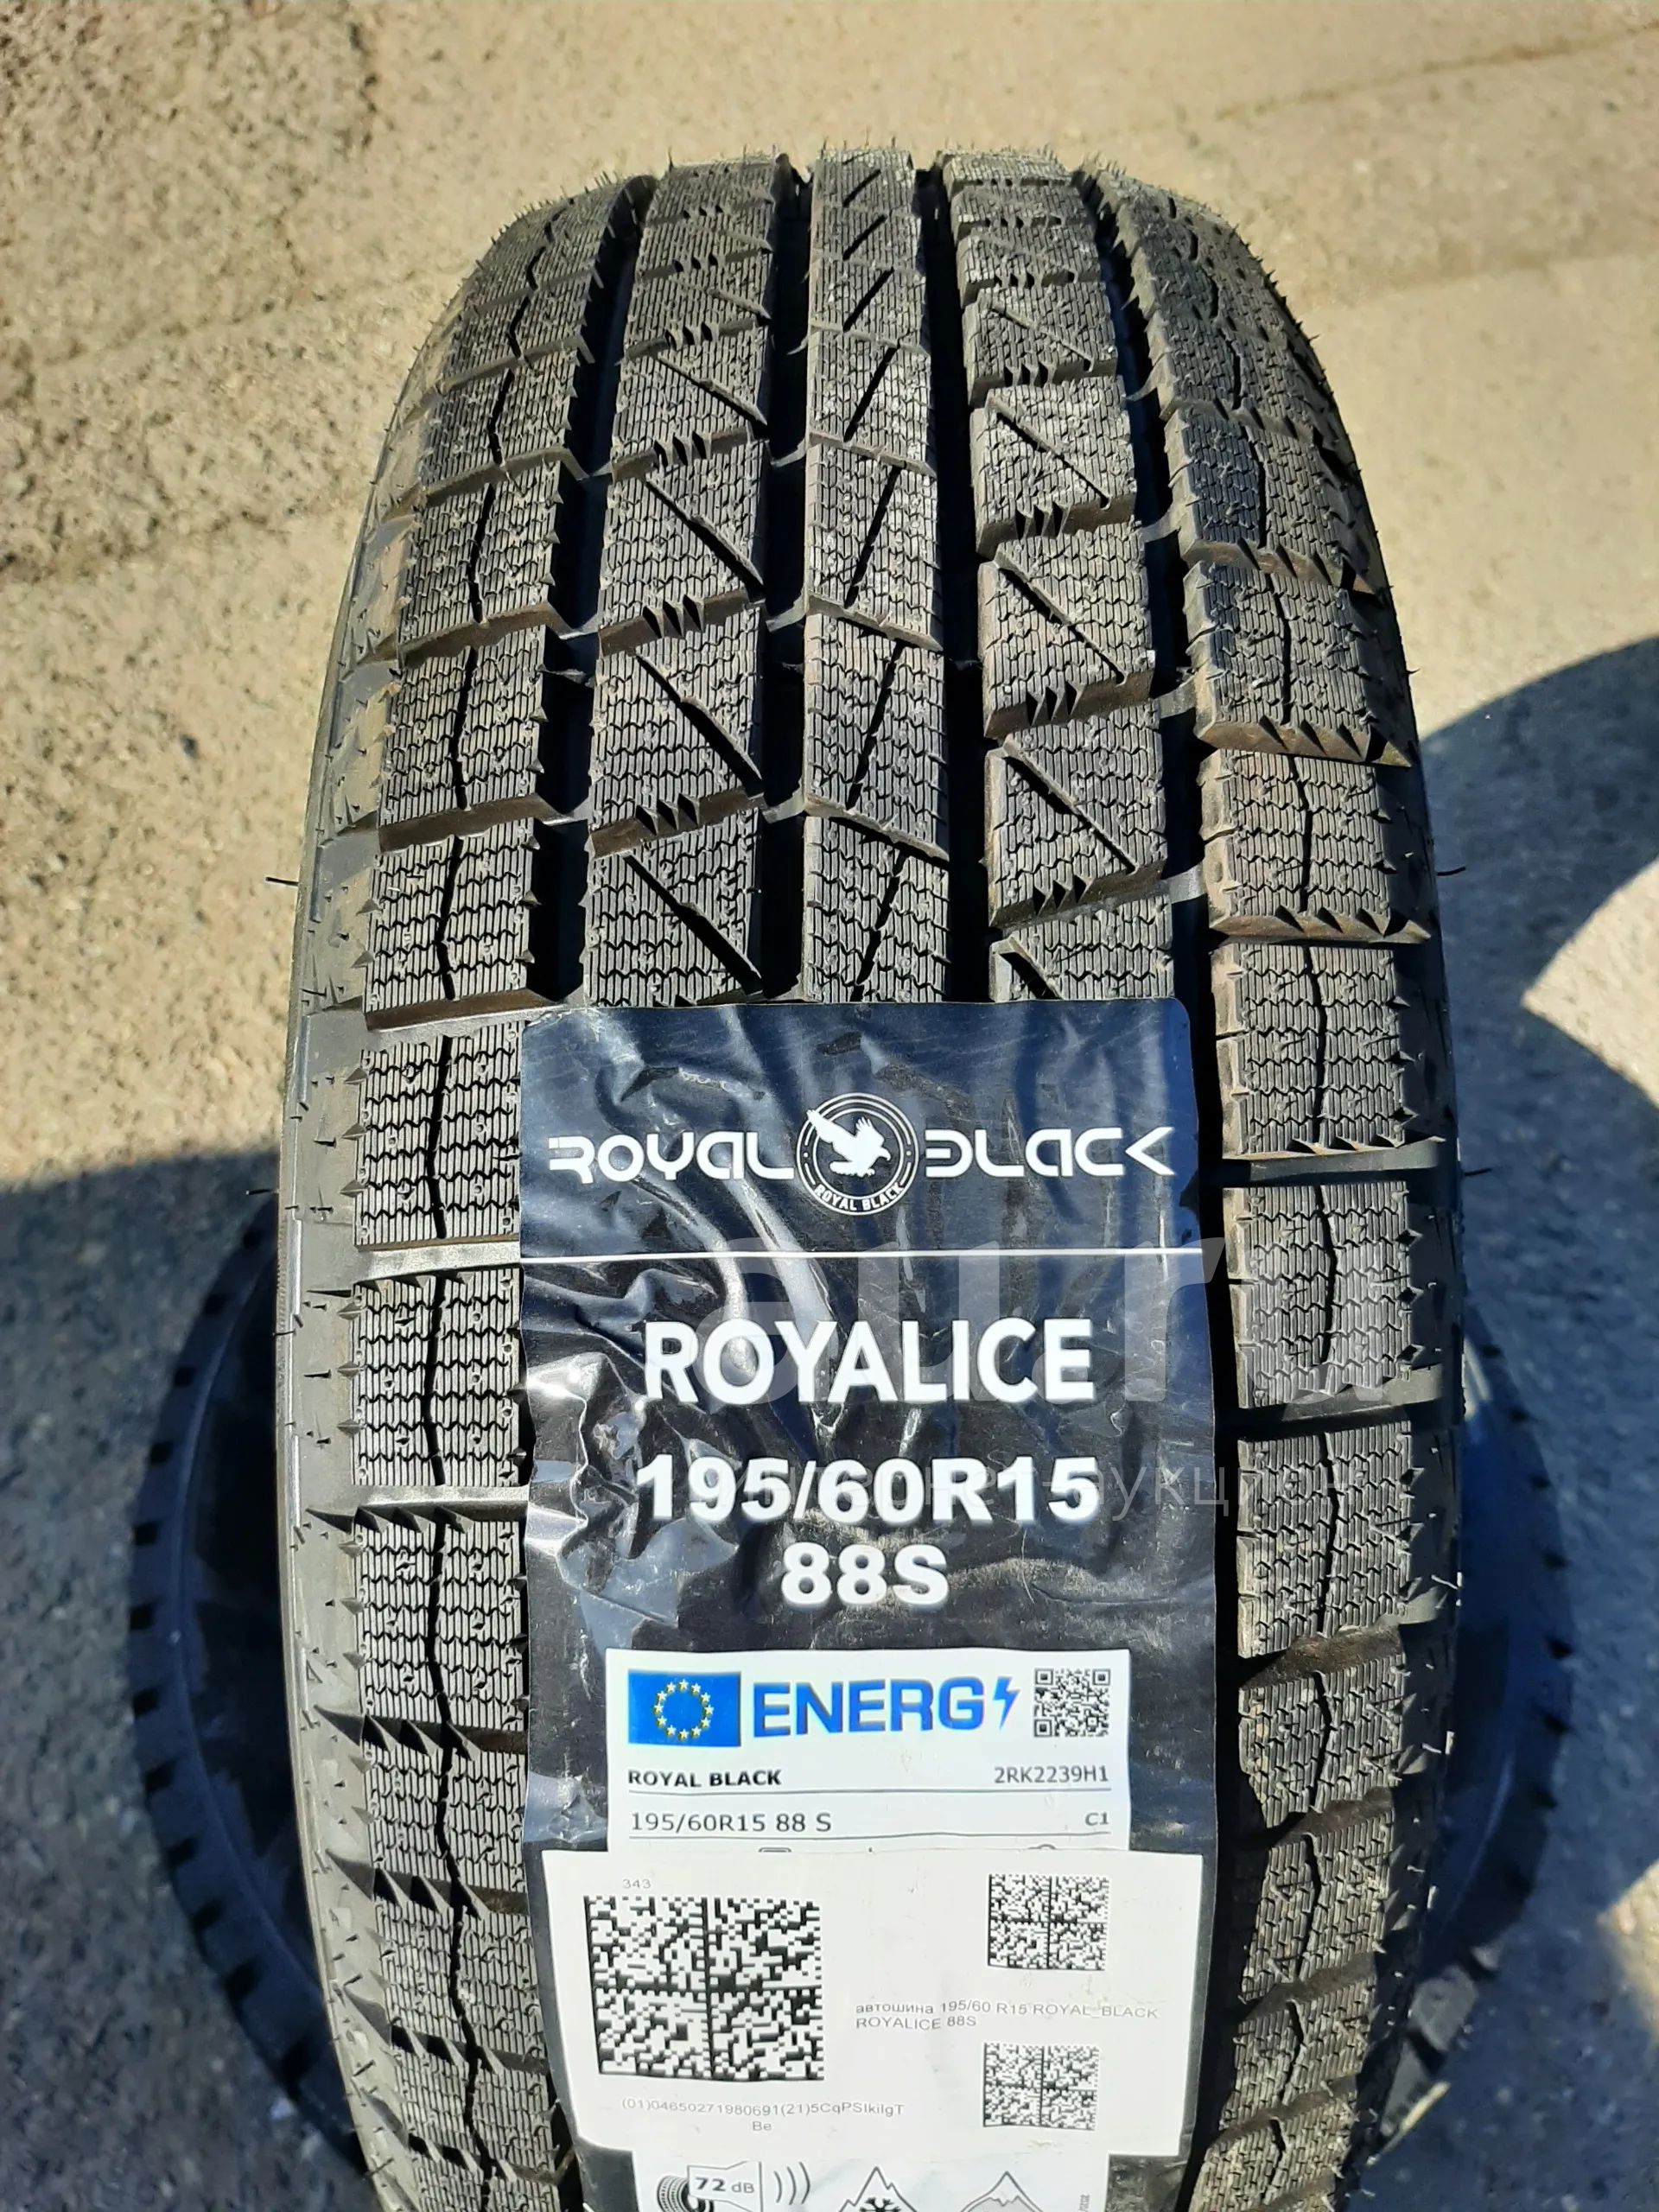 ROYAL BLACK
ROYAL BLACK
ROYALICE
195/60R15
88S
ENERG
ROYAL BLACK 2RK2239H1
195/60R15 88 S C1
343
автошина 195/60 R15 ROYAL_BLACK
ROYALICE 88S
(01)04650271980691(21)5CqPSIkilgT
Be
72 dB